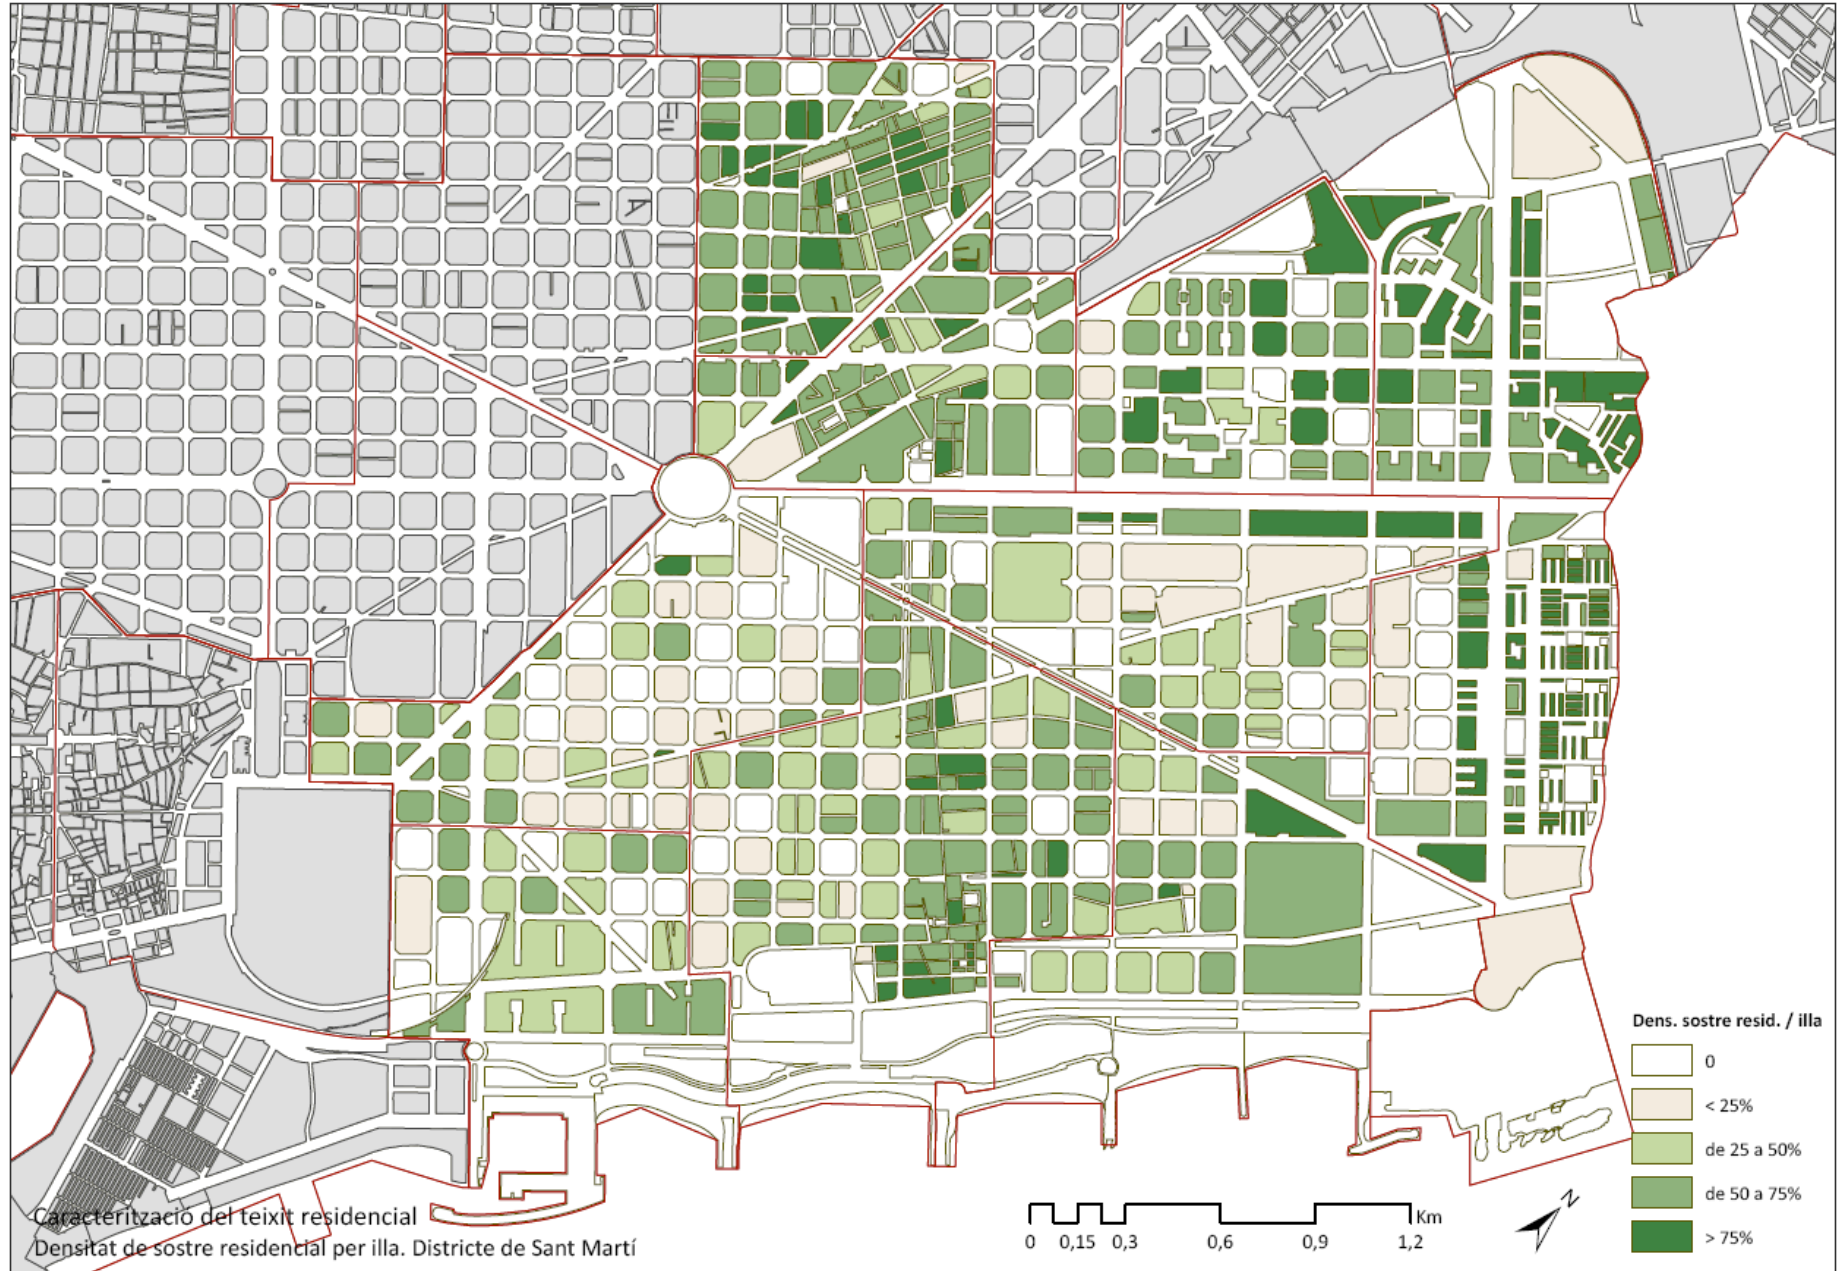 Dens. sostre resid. / illa
0
< 25%
de 25 a 50%
de 50 a 75%
> 75%
N
Km
0 0,15 0,3 0,6 0,9 1,2
Caracterització del teixit residencial
Densitat de sostre residencial per illa. Districte de Sant Martí